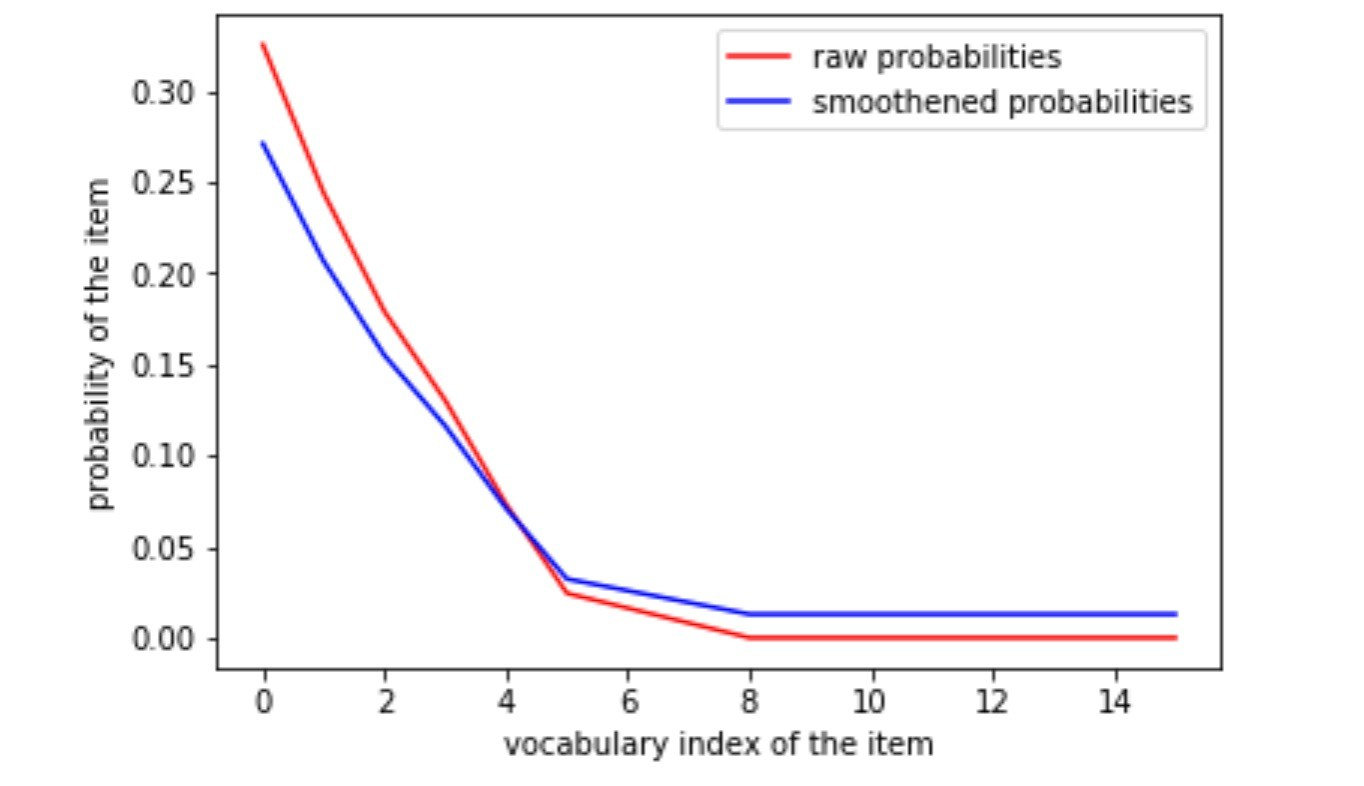 raw probabilities
smoothened probabilities
0.30
0.25
0.20
0.15
0.10
0.05
0.00
probability of the item
0 2 4 6 8 10 12 14
vocabulary index of the item